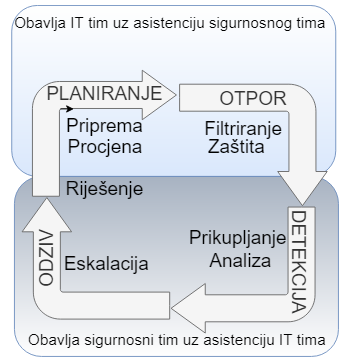 Obavlja IT tim uz asistenciju sigurnosnog tima
PLANIRANJE
OTPOR
Priprema
Procjena
Filtriranje
Zaštita
Riješenje
DETEKCIJA
Prikupljanje
Analiza
ODZIV
Eskalacija
Obavlja sigurnosni tim uz asistenciju IT tima